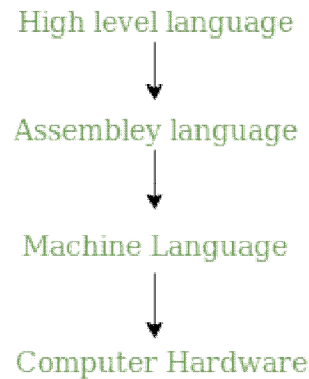 High level language
Assembley language
Machine Language
Computer Hardware